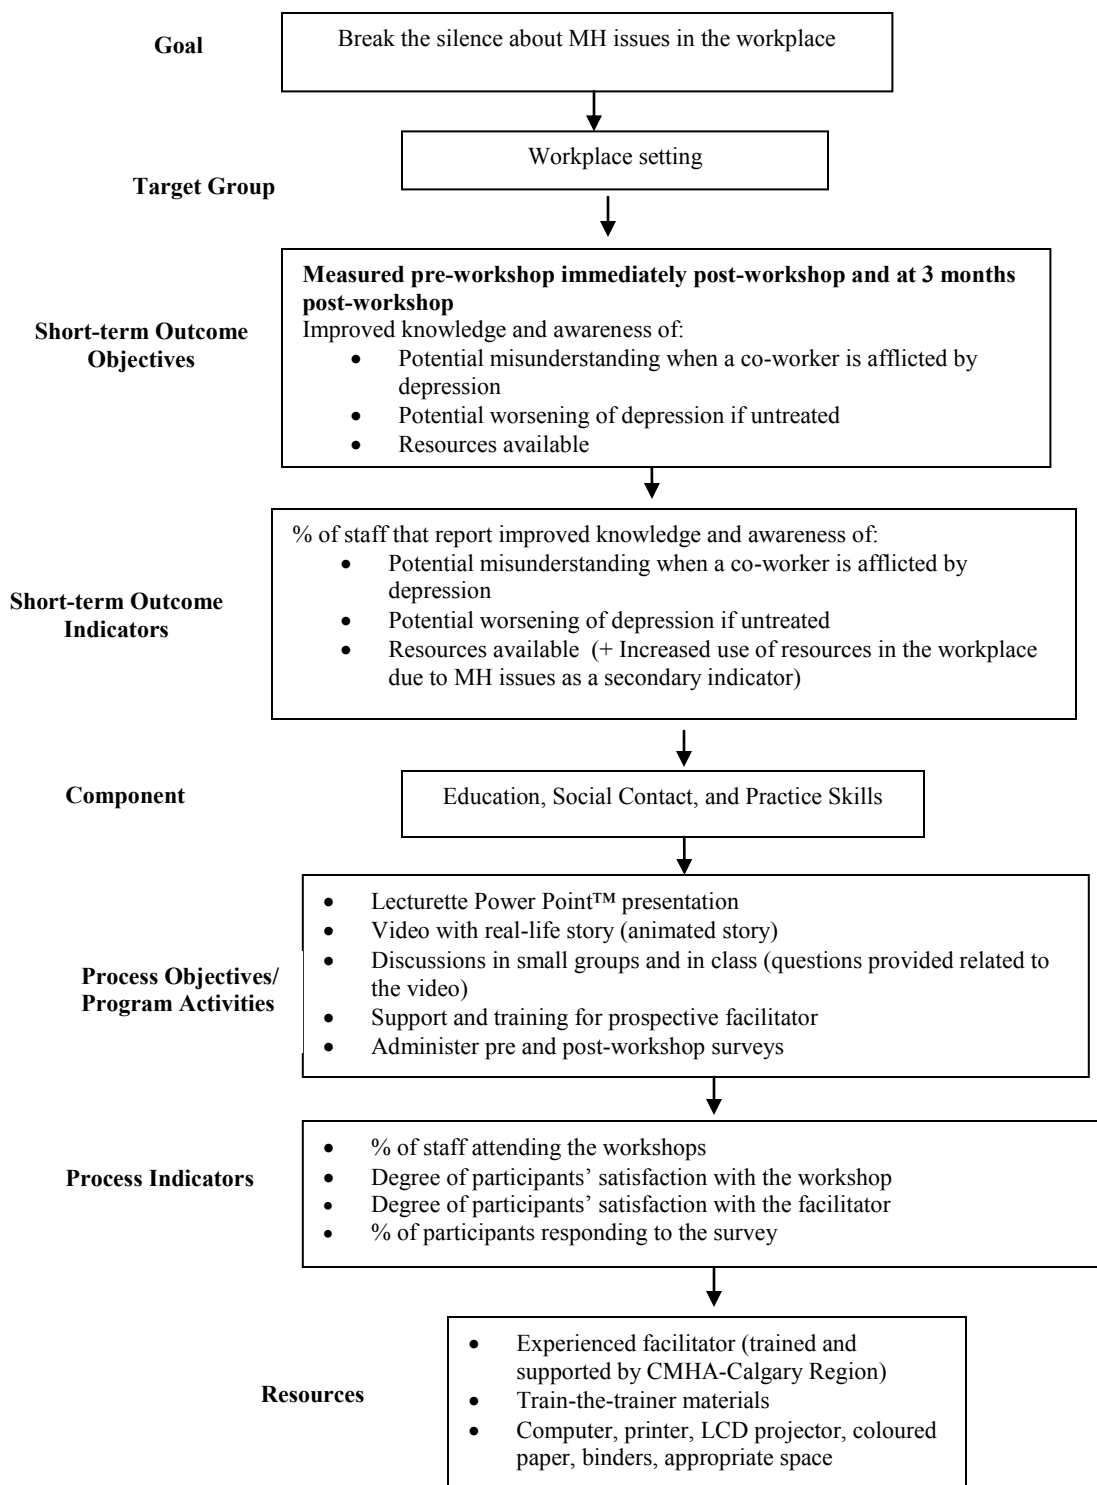 Goal
Break the silence about MH issues in the workplace
Target Group
Workplace setting
Short-term Outcome
Objectives
Measured pre-workshop immediately post-workshop and at 3 months
post-workshop
Improved knowledge and awareness of:
• Potential misunderstanding when a co-worker is afflicted by
depression
• Potential worsening of depression if untreated
• Resources available
Short-term Outcome
Indicators
% of staff that report improved knowledge and awareness of:
• Potential misunderstanding when a co-worker is afflicted by
depression
• Potential worsening of depression if untreated
• Resources available (+ Increased use of resources in the workplace
due to MH issues as a secondary indicator)
Component
Education, Social Contact, and Practice Skills
Process Objectives/
Program Activities
• Lecturette Power Point™ presentation
• Video with real-life story (animated story)
• Discussions in small groups and in class (questions provided related to
the video)
• Support and training for prospective facilitator
• Administer pre and post-workshop surveys
Process Indicators
• % of staff attending the workshops
• Degree of participants’ satisfaction with the workshop
• Degree of participants’ satisfaction with the facilitator
• % of participants responding to the survey
Resources
• Experienced facilitator (trained and
supported by CMHA-Calgary Region)
• Train-the-trainer materials
• Computer, printer, LCD projector, coloured
paper, binders, appropriate space